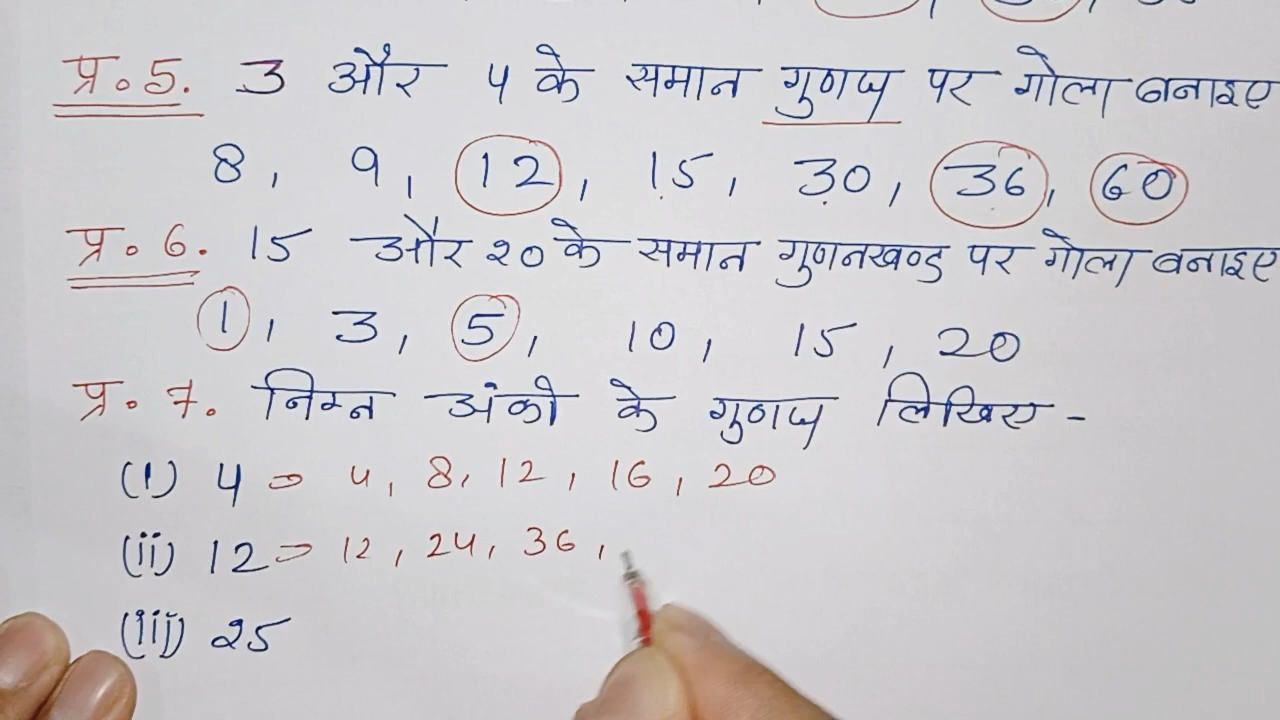 प्र॰5. 3 और 4 के समान गुणज पर गोला बनाइए
8, 9, 12, 15, 30, 36, 60
प्र॰6. 15 और 20 के समान गुणनखण्ड पर गोला बनाइए
1, 3, 5, 10, 15, 20
प्र॰7. निम्न अंको के गुणज लिखिए -
(i) 4 ⇒ 4, 8, 12, 16, 20
(ii) 12 ⇒ 12, 24, 36,
(iii) 25